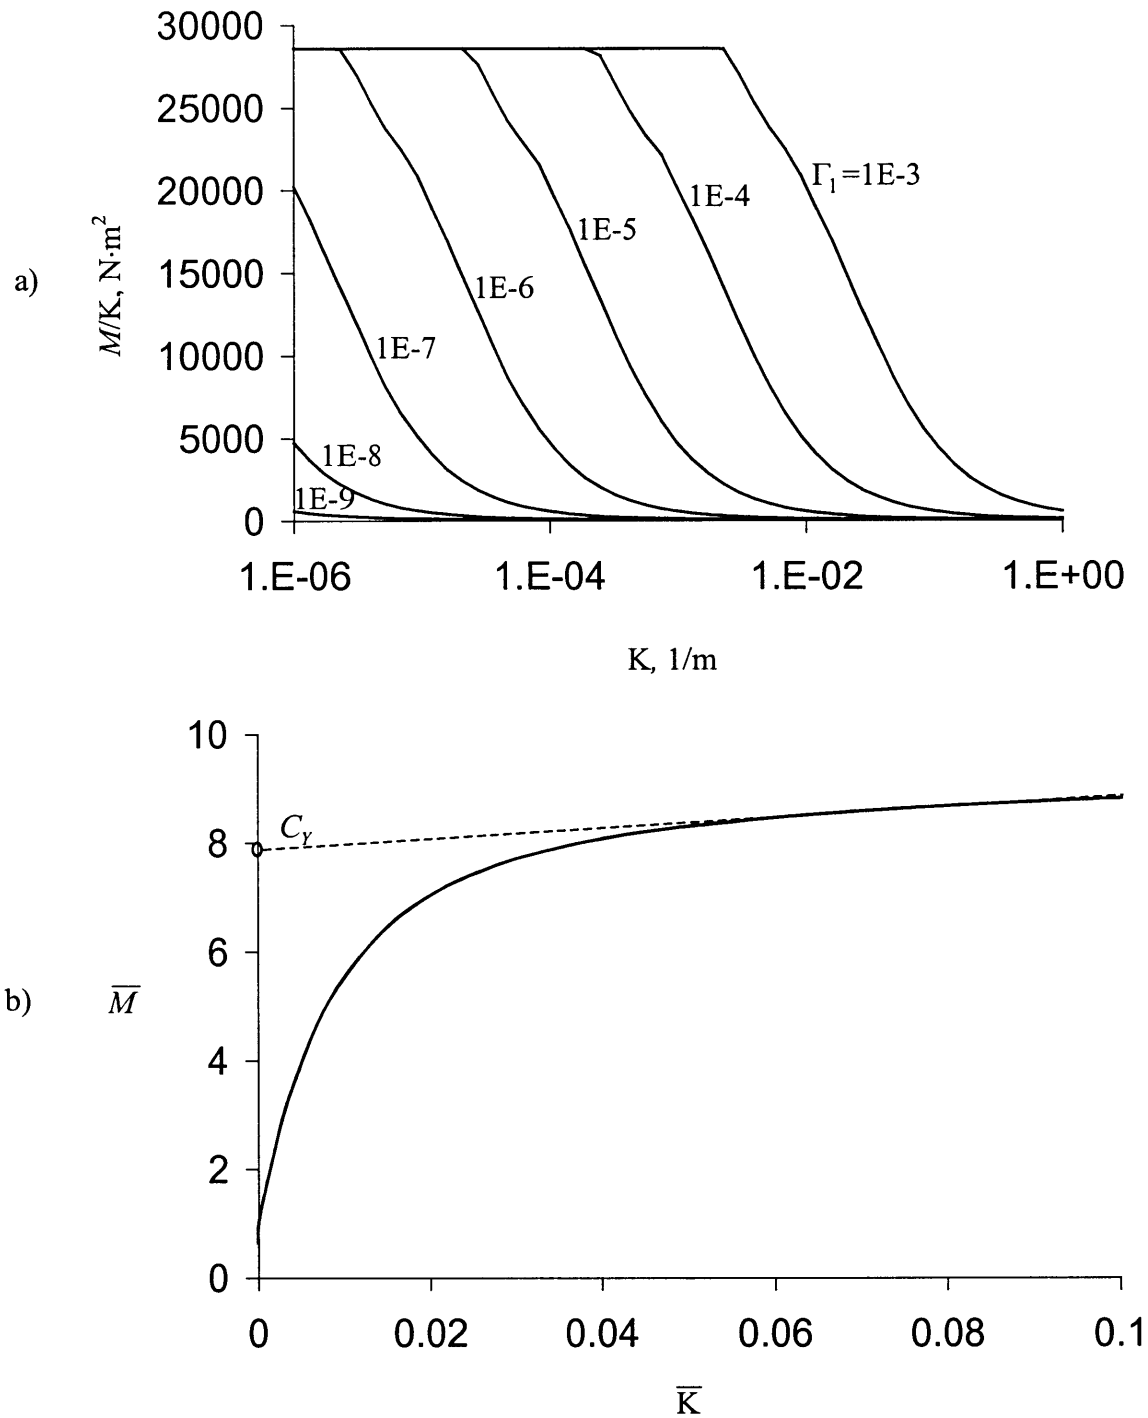 a)
M/K, N·m²
30000
25000
20000
15000
10000
5000
0
Γ₁=1E-3
1E-4
1E-5
1E-6
1E-7
1E-8
1E-9
1.E-06 1.E-04 1.E-02 1.E+00
K, 1/m
b)
M̅
10
8
6
4
2
0
C_Y
0 0.02 0.04 0.06 0.08 0.1
K̅